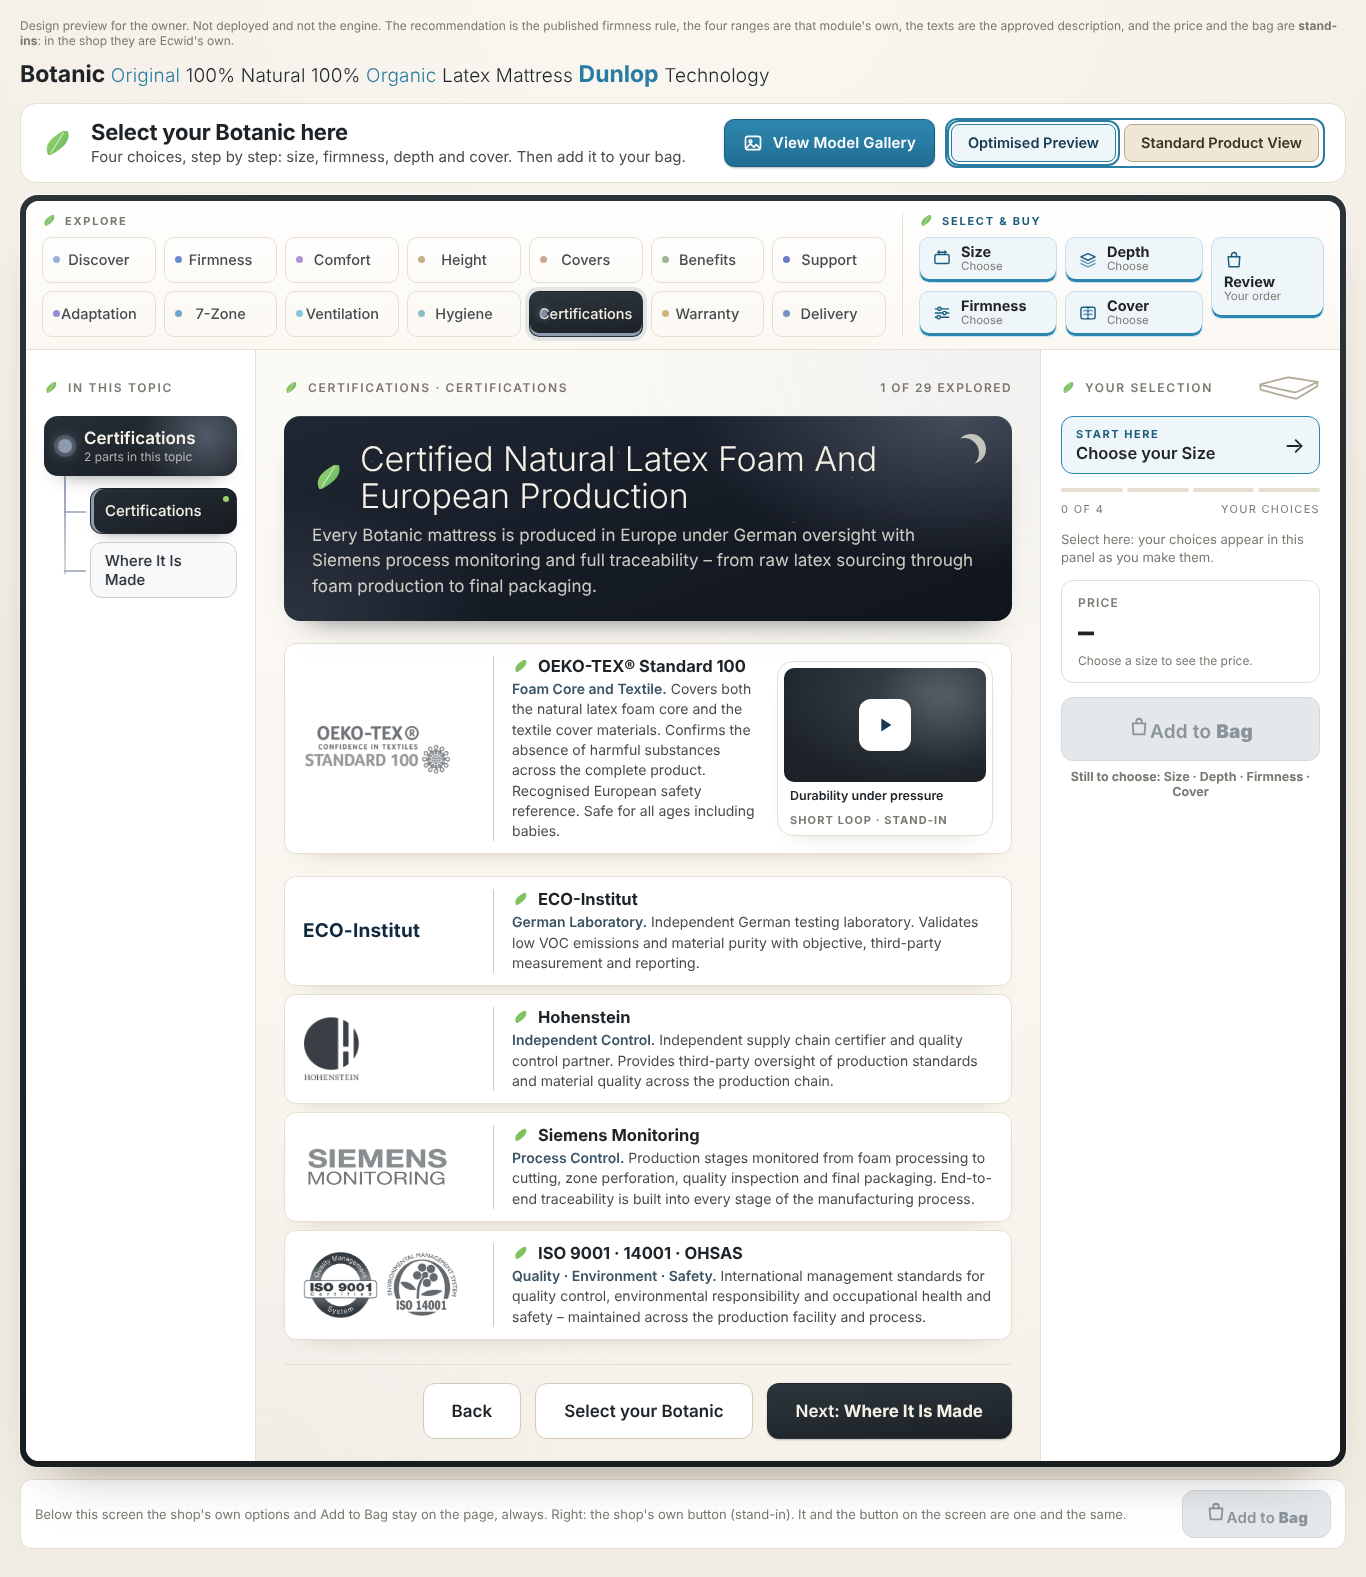 Design preview for the owner. Not deployed and not the engine. The recommendation is the published firmness rule, the four ranges are that module's own, the texts are the approved description, and the price and the bag are stand-
ins: in the shop they are Ecwid's own.
Botanic Original 100% Natural 100% Organic Latex Mattress Dunlop Technology
Select your Botanic here
Four choices, step by step: size, firmness, depth and cover. Then add it to your bag.
View Model Gallery
Optimised Preview
Standard Product View
EXPLORE
Discover
Firmness
Comfort
Height
Covers
Benefits
Support
Adaptation
7-Zone
Ventilation
Hygiene
Certifications
Warranty
Delivery
SELECT & BUY
Size
Choose
Depth
Choose
Firmness
Choose
Cover
Choose
Review
Your order
IN THIS TOPIC
Certifications
2 parts in this topic
Certifications
Where It Is
Made
CERTIFICATIONS · CERTIFICATIONS
1 OF 29 EXPLORED
Certified Natural Latex Foam And
European Production
Every Botanic mattress is produced in Europe under German oversight with
Siemens process monitoring and full traceability – from raw latex sourcing through
foam production to final packaging.
OEKO-TEX®
CONFIDENCE IN TEXTILES
STANDARD 100
OEKO-TEX® Standard 100
Foam Core and Textile. Covers both
the natural latex foam core and the
textile cover materials. Confirms the
absence of harmful substances
across the complete product.
Recognised European safety
reference. Safe for all ages including
babies.
Durability under pressure
SHORT LOOP · STAND-IN
ECO-Institut
ECO-Institut
German Laboratory. Independent German testing laboratory. Validates
low VOC emissions and material purity with objective, third-party
measurement and reporting.
HOHENSTEIN
Hohenstein
Independent Control. Independent supply chain certifier and quality
control partner. Provides third-party oversight of production standards
and material quality across the production chain.
SIEMENS
MONITORING
Siemens Monitoring
Process Control. Production stages monitored from foam processing to
cutting, zone perforation, quality inspection and final packaging. End-to-
end traceability is built into every stage of the manufacturing process.
Quality Management
ISO 9001
Certified
System
ENVIRONMENTAL MANAGEMENT SYSTEM
ISO 14001
ISO 9001 · 14001 · OHSAS
Quality · Environment · Safety. International management standards for
quality control, environmental responsibility and occupational health and
safety – maintained across the production facility and process.
Back
Select your Botanic
Next: Where It Is Made
YOUR SELECTION
START HERE
Choose your Size
0 OF 4
YOUR CHOICES
Select here: your choices appear in this
panel as you make them.
PRICE
–
Choose a size to see the price.
Add to Bag
Still to choose: Size · Depth · Firmness ·
Cover
Below this screen the shop's own options and Add to Bag stay on the page, always. Right: the shop's own button (stand-in). It and the button on the screen are one and the same.
Add to Bag